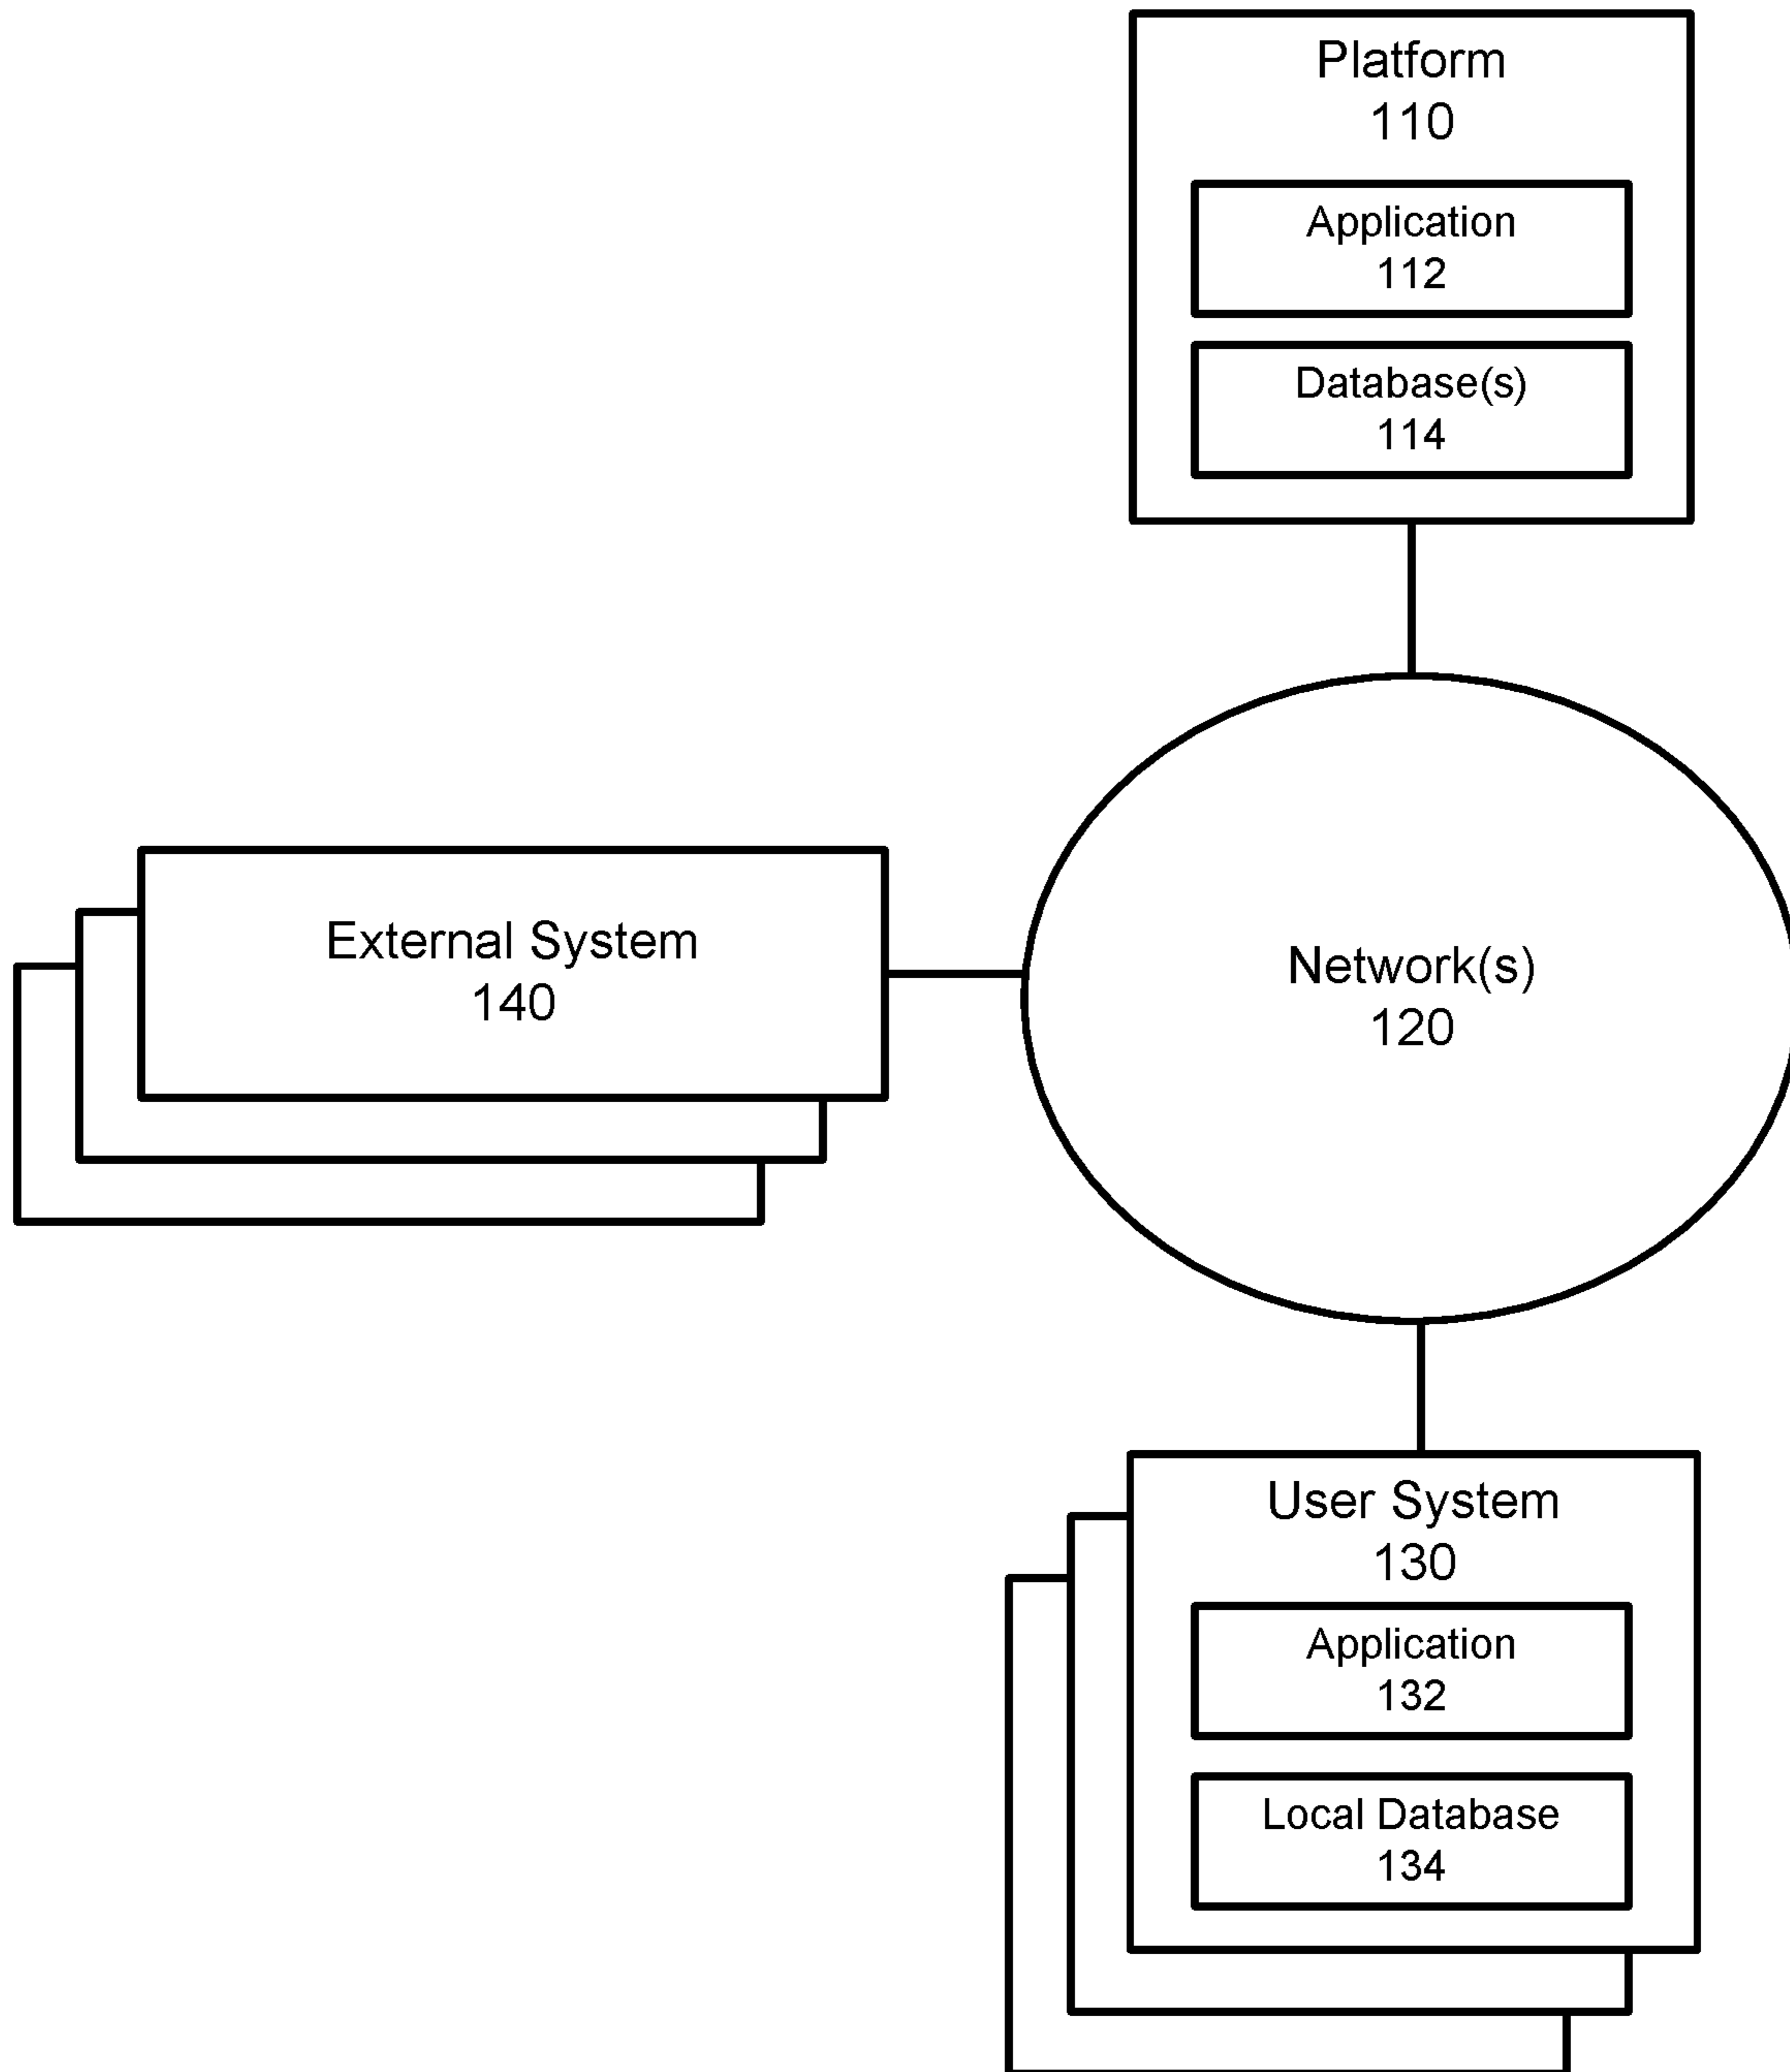 Platform
110
Application
112
Database(s)
114
External System
140
Network(s)
120
User System
130
Application
132
Local Database
134